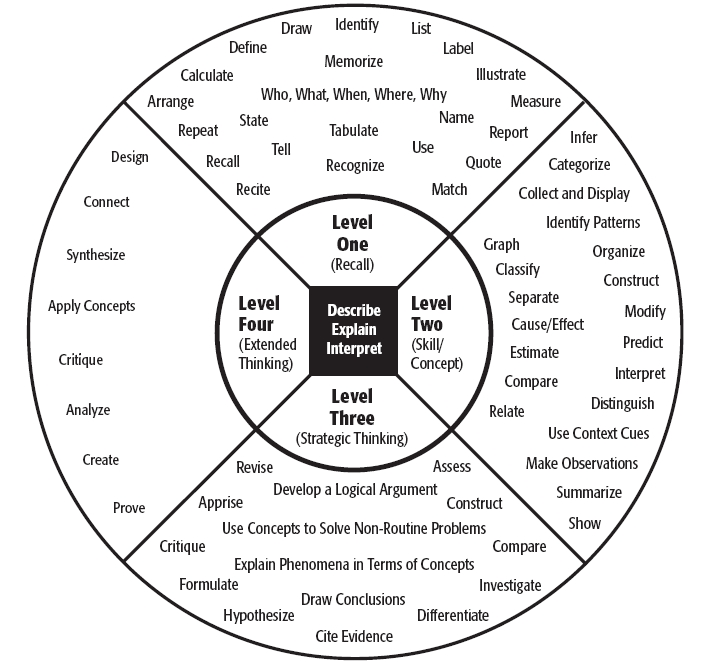 Draw
Identify
List
Define
Label
Memorize
Calculate
Illustrate
Who, What, When, Where, Why
Arrange
Measure
State
Name
Repeat
Tabulate
Report
Tell
Use
Recall
Recognize
Quote
Recite
Match
Level
One
(Recall)
Infer
Categorize
Collect and Display
Identify Patterns
Graph
Organize
Classify
Construct
Separate
Modify
Cause/Effect
Predict
Estimate
Interpret
Compare
Distinguish
Relate
Use Context Cues
Make Observations
Summarize
Show
Level
Two
(Skill/
Concept)
Describe
Explain
Interpret
Level
Three
(Strategic Thinking)
Revise
Assess
Develop a Logical Argument
Apprise
Construct
Use Concepts to Solve Non-Routine Problems
Critique
Compare
Explain Phenomena in Terms of Concepts
Formulate
Investigate
Draw Conclusions
Hypothesize
Differentiate
Cite Evidence
Level
Four
(Extended
Thinking)
Design
Connect
Synthesize
Apply Concepts
Critique
Analyze
Create
Prove